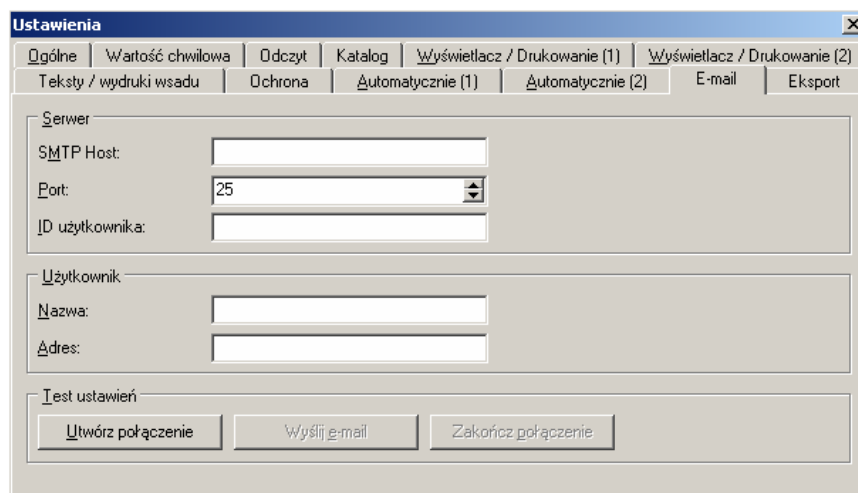 Ustawienia
Ogólne Wartość chwilowa Odczyt Katalog Wyświetlacz / Drukowanie (1) Wyświetlacz / Drukowanie (2)
Teksty / wydruki wsadu Ochrona Automatycznie (1) Automatycznie (2) E-mail Eksport
Serwer
SMTP Host:
Port: 25
ID użytkownika:
Użytkownik
Nazwa:
Adres:
Test ustawień
Utwórz połączenie Wyślij e-mail Zakończ połączenie